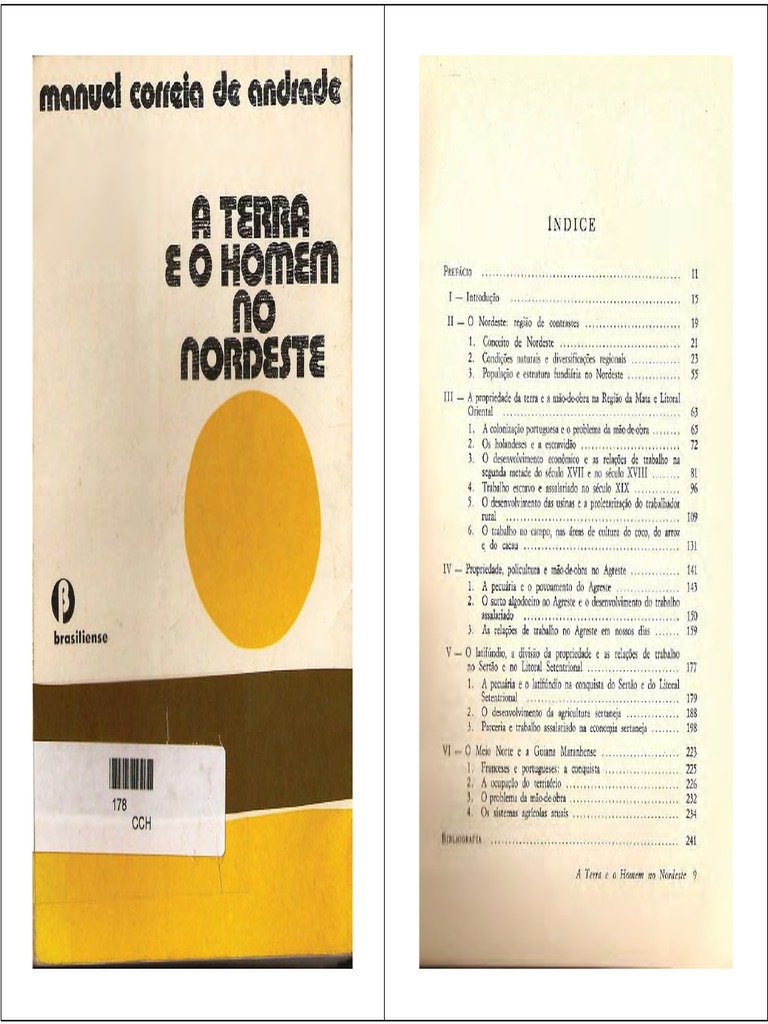 manuel correia de andrade
A TERRA
E O HOMEM
NO
NORDESTE
brasiliense
178
CCH
ÍNDICE
PREFÁCIO ........ 11
I — Introdução ........ 15
II — O Nordeste: região de contrastes ........ 19
1. Conceito de Nordeste ........ 21
2. Condições naturais e diversificações regionais ........ 23
3. População e estrutura fundiária no Nordeste ........ 55
III — A propriedade da terra e a mão-de-obra na Região da Mata e Litoral
Oriental ........ 63
1. A colonização portuguesa e o problema da mão-de-obra ........ 65
2. Os holandeses e a escravidão ........ 72
3. O desenvolvimento econômico e as relações de trabalho na
segunda metade do século XVII e no século XVIII ........ 81
4. Trabalho escravo e assalariado no século XIX ........ 96
5. O desenvolvimento das usinas e a proletarização do trabalhador
rural ........ 109
6. O trabalho no campo, nas áreas de cultura do coco, do arroz
e do cacau ........ 131
IV — Propriedade, policultura e mão-de-obra no Agreste ........ 141
1. A pecuária e o povoamento do Agreste ........ 143
2. O surto algodoeiro no Agreste e o desenvolvimento do trabalho
assalariado ........ 150
3. As relações de trabalho no Agreste em nossos dias ........ 159
V — O latifúndio, a divisão da propriedade e as relações de trabalho
no Sertão e no Litoral Setentrional ........ 177
1. A pecuária e o latifúndio na conquista do Sertão e do Litoral
Setentrional ........ 179
2. O desenvolvimento da agricultura sertaneja ........ 188
3. Parceria e trabalho assalariado na economia sertaneja ........ 198
VI — O Meio Norte e a Guiana Maranhense ........ 223
1. Franceses e portugueses: a conquista ........ 225
2. A ocupação do território ........ 226
3. O problema da mão-de-obra ........ 232
4. Os sistemas agrícolas atuais ........ 234
BIBLIOGRAFIA ........ 241
A Terra e o Homem no Nordeste 9